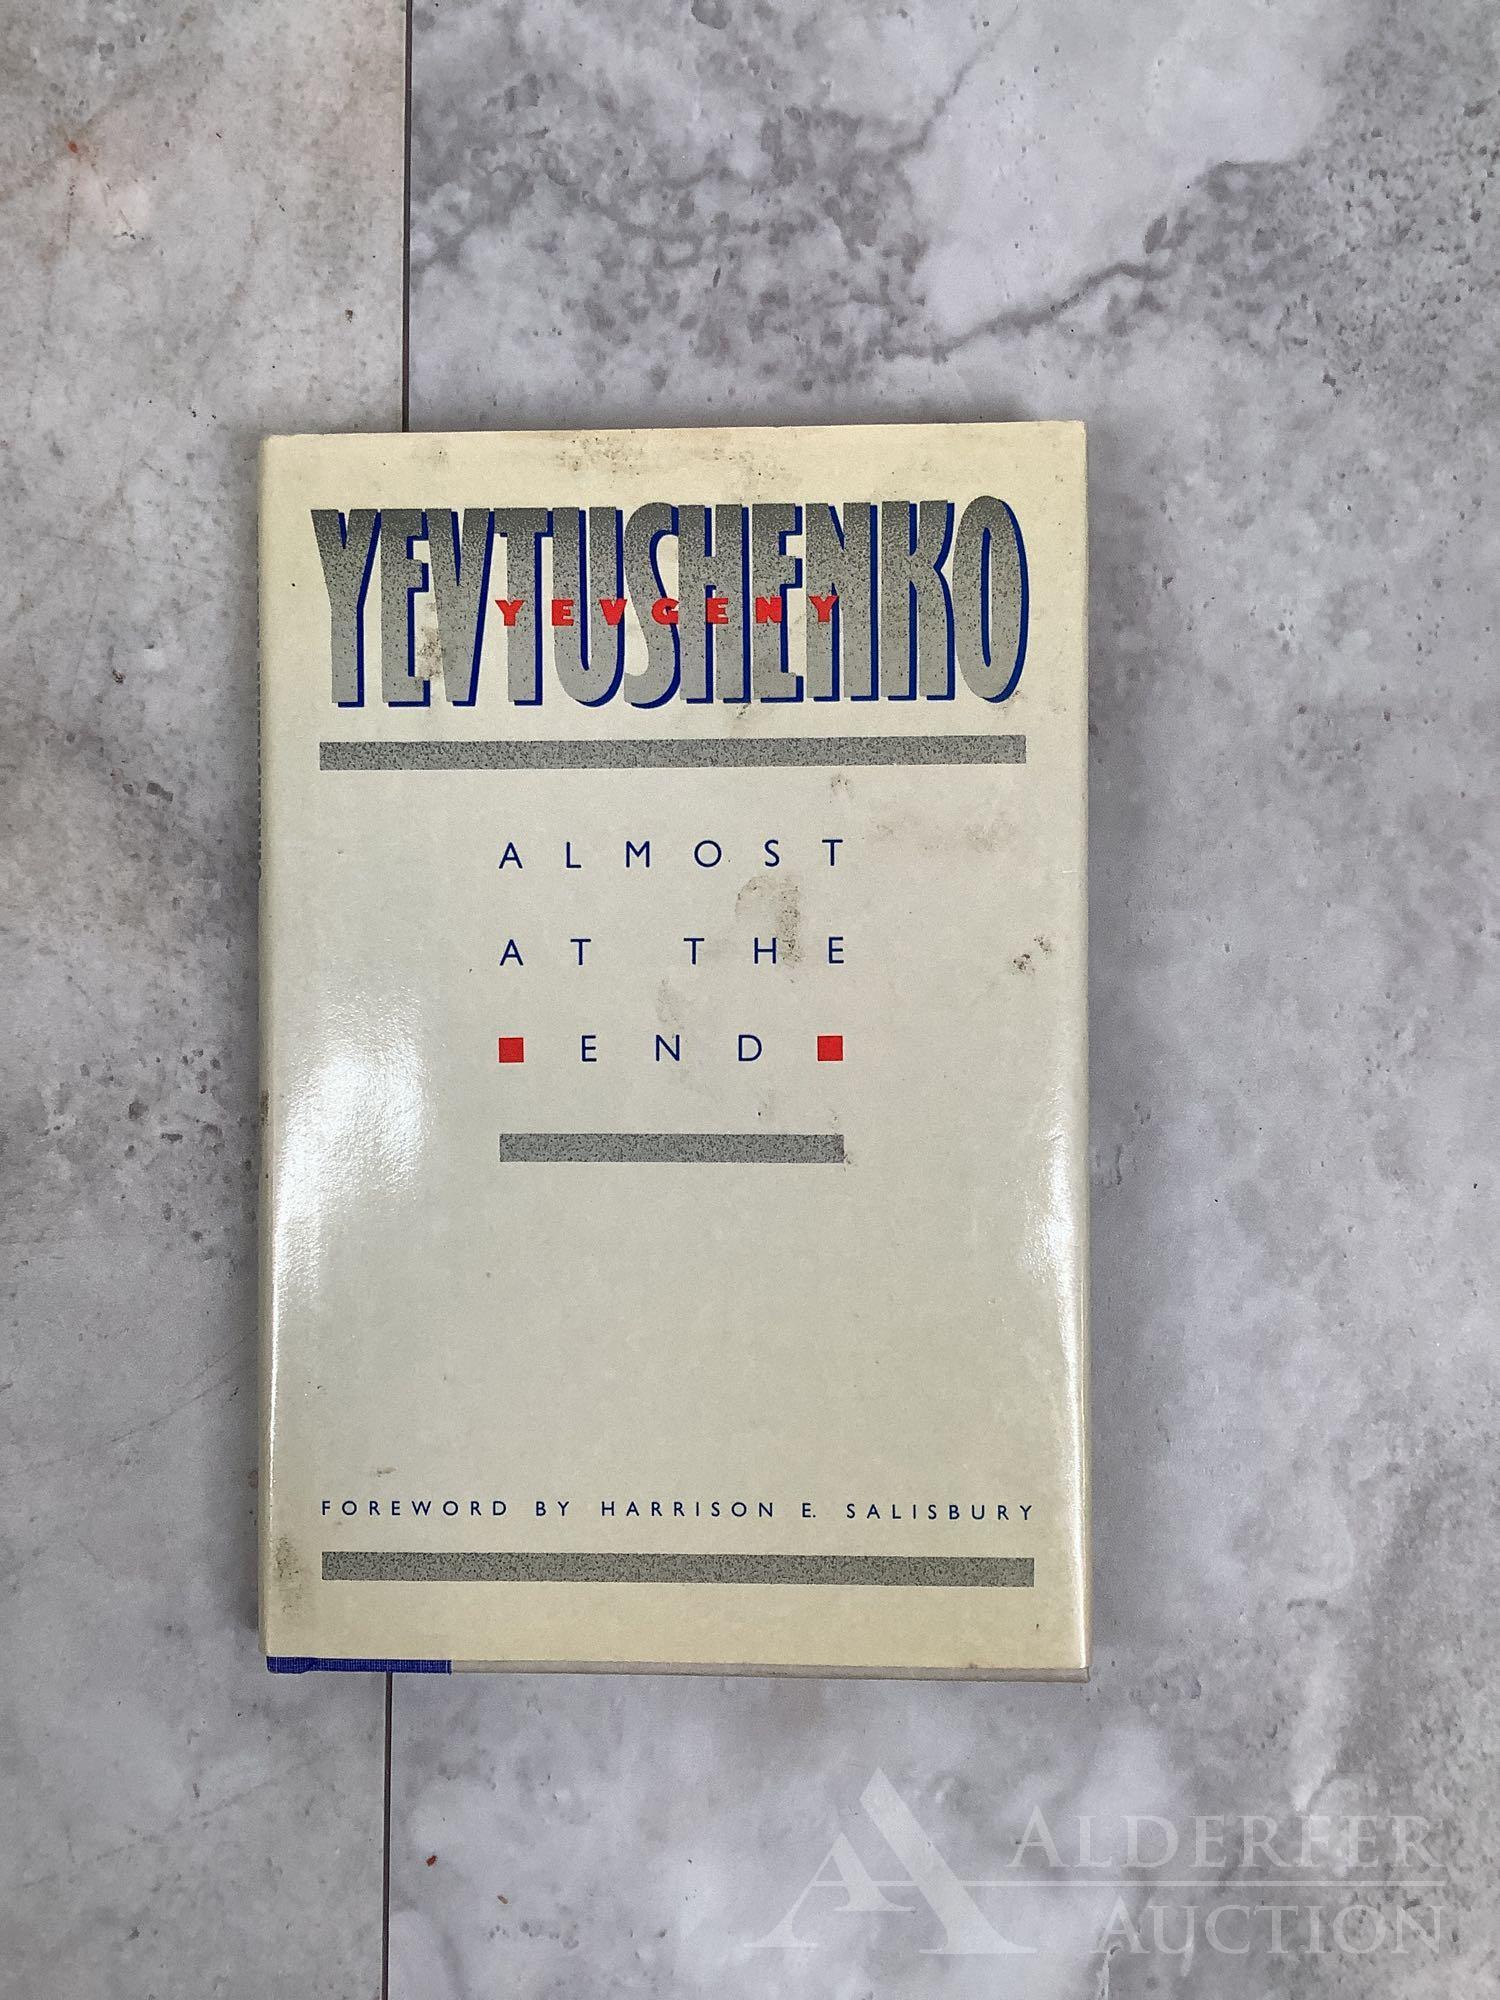 YEVTUSHENKO
YEVGENY
ALMOST
AT THE
END
FOREWORD BY HARRISON E. SALISBURY
ALDERFER
AUCTION